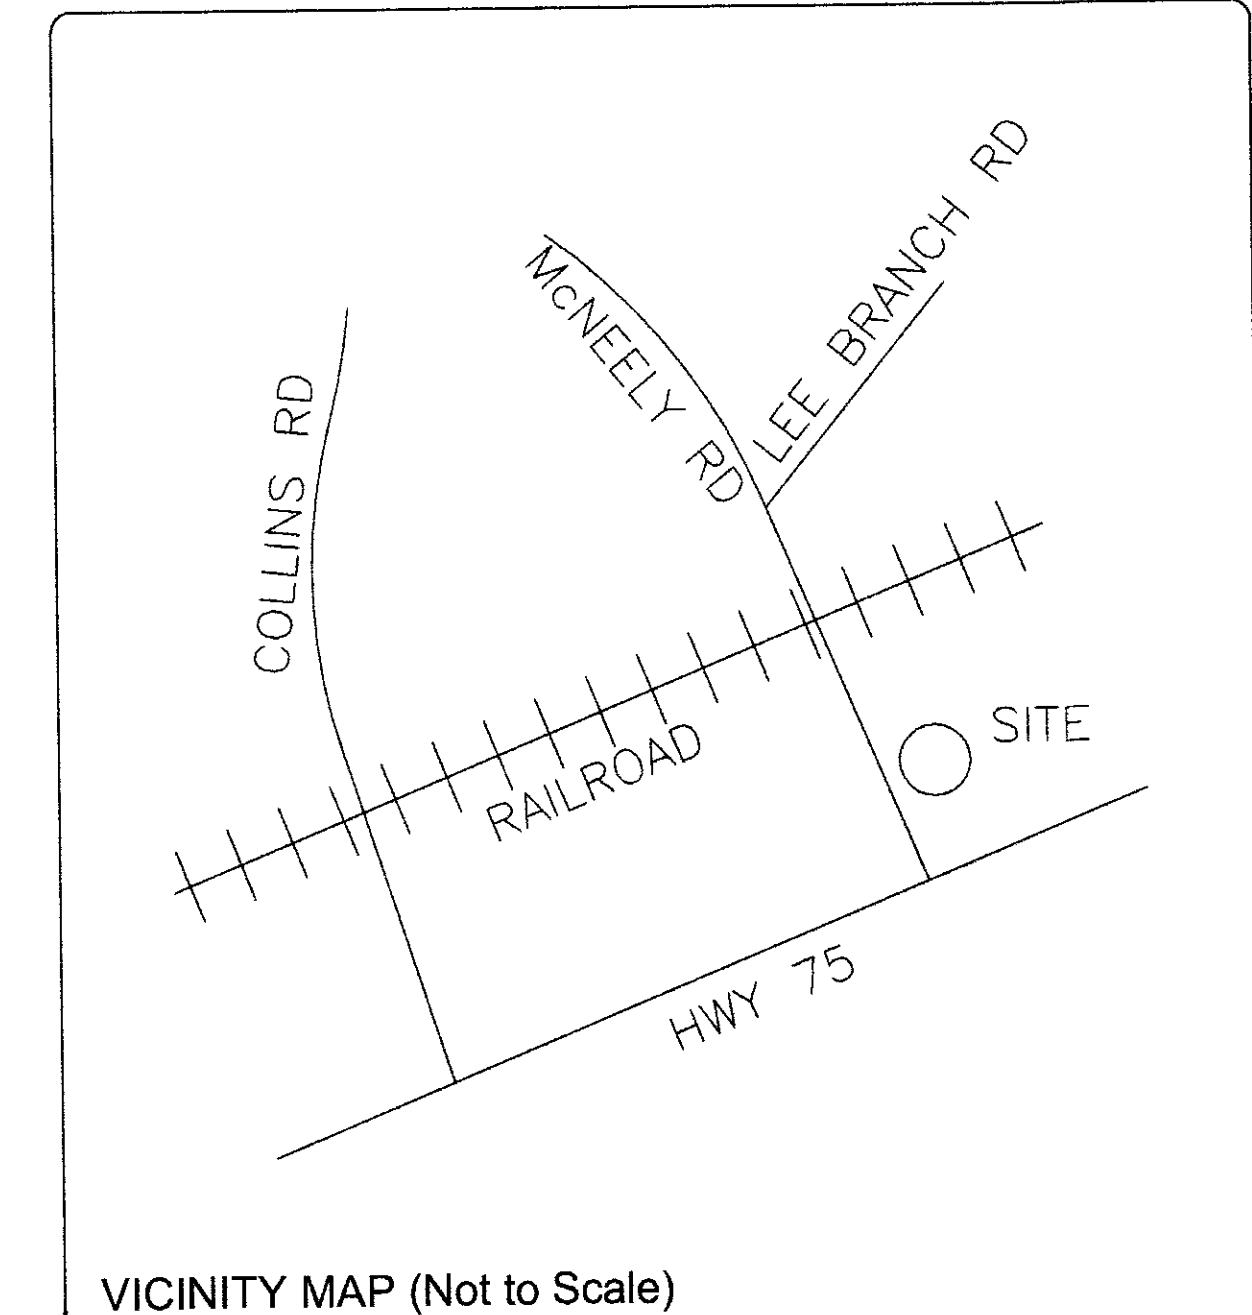 LEE BRANCH RD
McNEELY RD
COLLINS RD
SITE
RAILROAD
HWY 75
VICINITY MAP (Not to Scale)